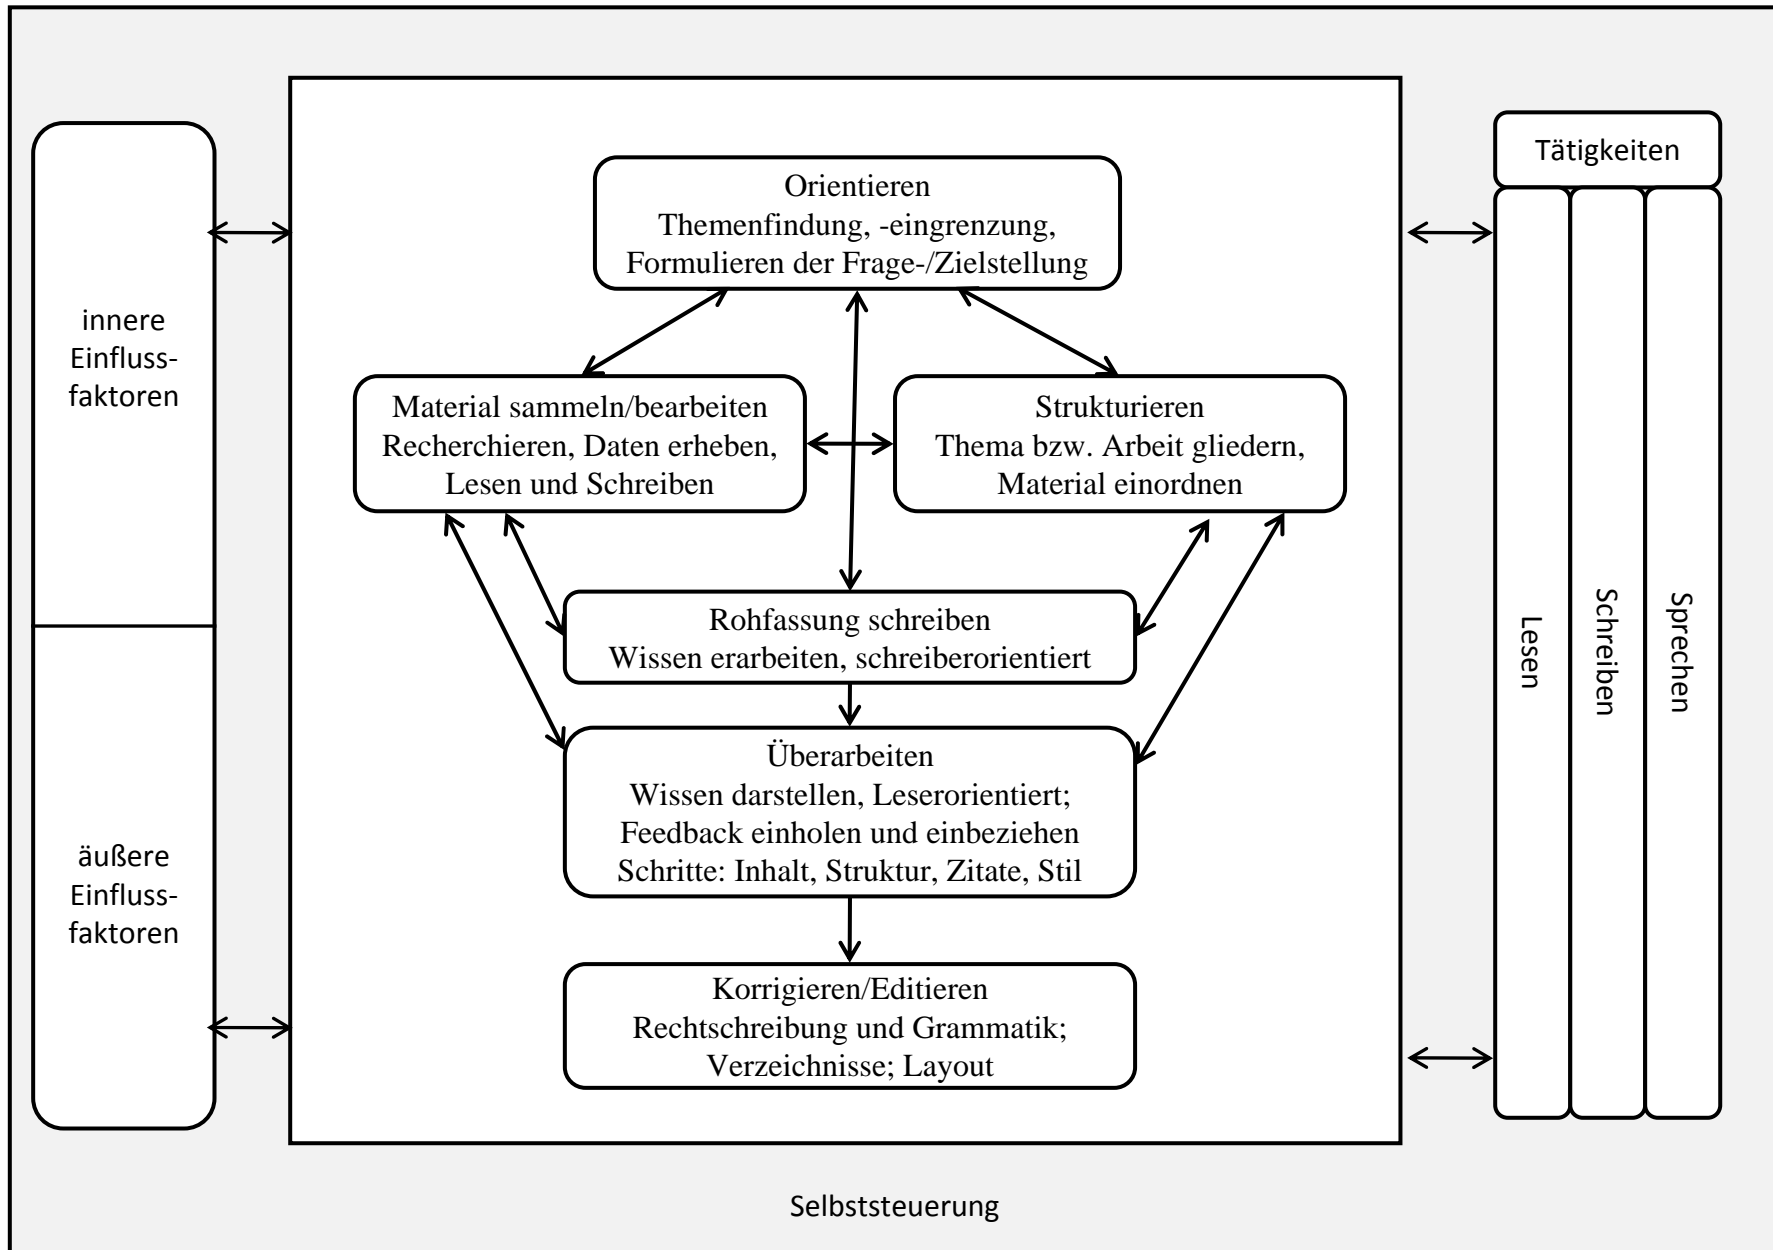 innere
Einfluss-
faktoren
äußere
Einfluss-
faktoren
Orientieren
Themenfindung, -eingrenzung,
Formulieren der Frage-/Zielstellung
Material sammeln/bearbeiten
Recherchieren, Daten erheben,
Lesen und Schreiben
Strukturieren
Thema bzw. Arbeit gliedern,
Material einordnen
Rohfassung schreiben
Wissen erarbeiten, schreiberorientiert
Überarbeiten
Wissen darstellen, Leserorientiert;
Feedback einholen und einbeziehen
Schritte: Inhalt, Struktur, Zitate, Stil
Korrigieren/Editieren
Rechtschreibung und Grammatik;
Verzeichnisse; Layout
Tätigkeiten
Lesen
Schreiben
Sprechen
Selbststeuerung